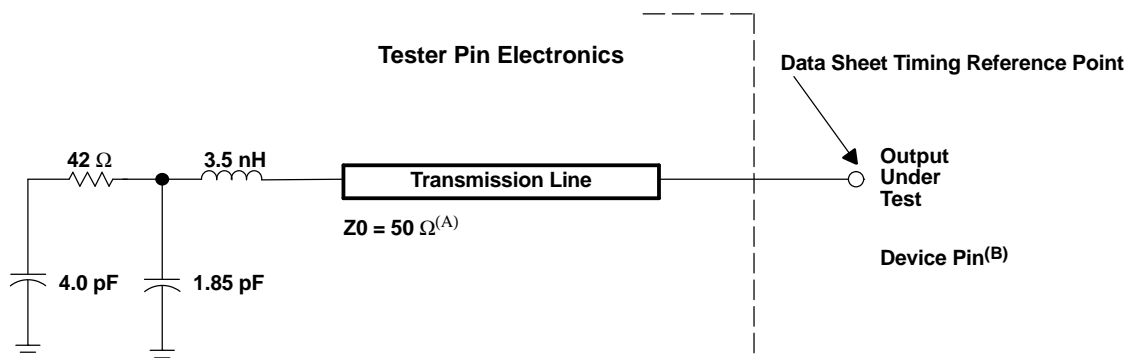 Tester Pin Electronics
Data Sheet Timing Reference Point
42 Ω
3.5 nH
Transmission Line
Output
Under
Test
Z0 = 50 Ω(A)
Device Pin(B)
4.0 pF
1.85 pF